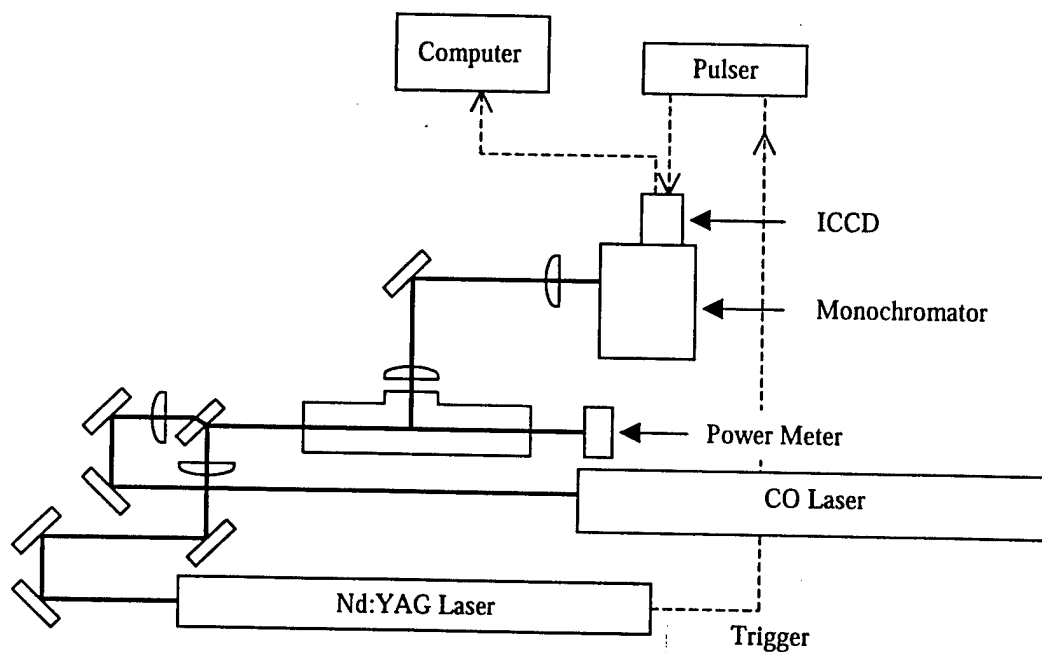 Computer
Pulser
ICCD
Monochromator
Power Meter
CO Laser
Nd:YAG Laser
Trigger